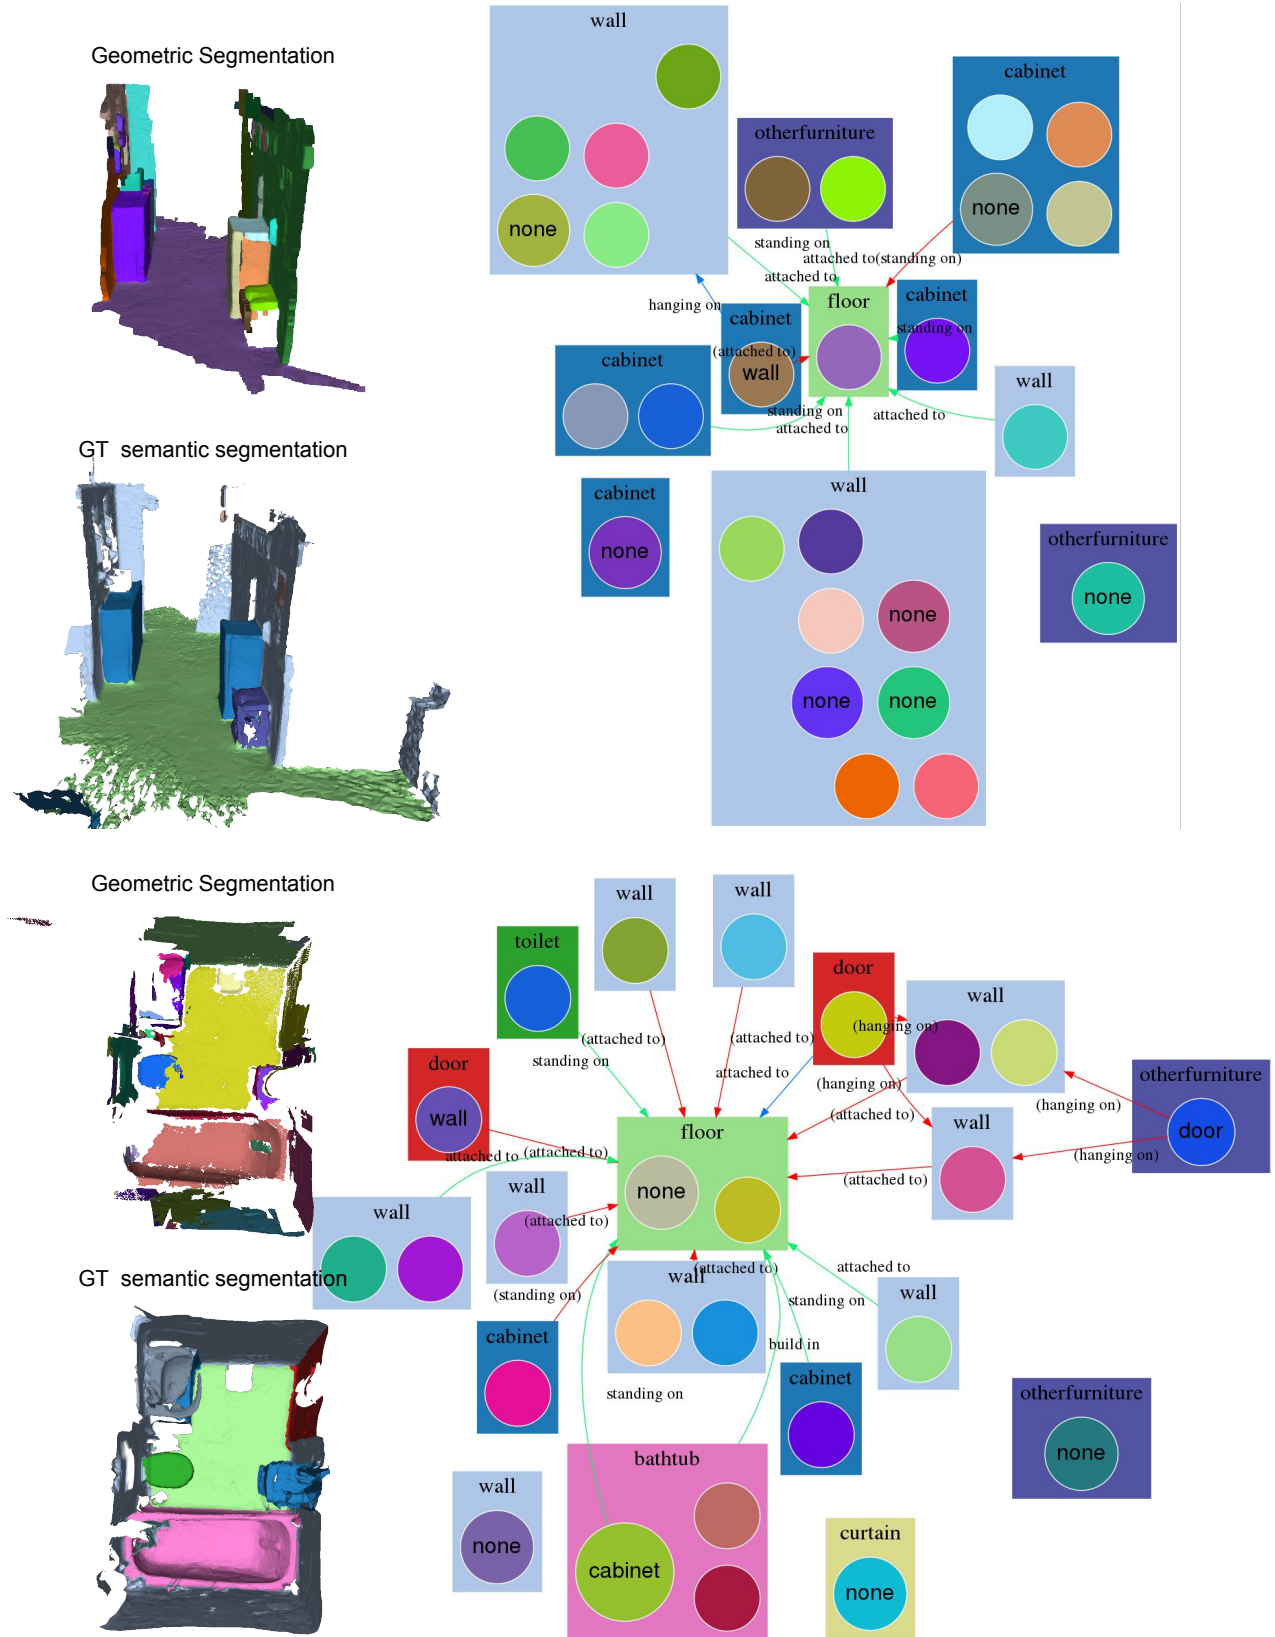 wall
Geometric Segmentation
cabinet
otherfurniture
none
none
standing on
attached to(standing on)
attached to
hanging on
floor
cabinet
cabinet
standing on
(attached to)
cabinet
wall
wall
standing on
attached to
attached to
GT semantic segmentation
wall
cabinet
none
otherfurniture
none
none
none
none
Geometric Segmentation
wall
wall
toilet
door
wall
(hanging on)
(attached to)
(attached to)
standing on
attached to
door
(hanging on)
otherfurniture
(hanging on)
(attached to)
wall
floor
wall
door
attached to
(attached to)
(hanging on)
wall
(attached to)
none
wall
(attached to)
GT semantic segmentation
wall
(attached to)
attached to
(standing on)
standing on
wall
cabinet
build in
cabinet
standing on
otherfurniture
bathtub
none
wall
curtain
none
cabinet
none